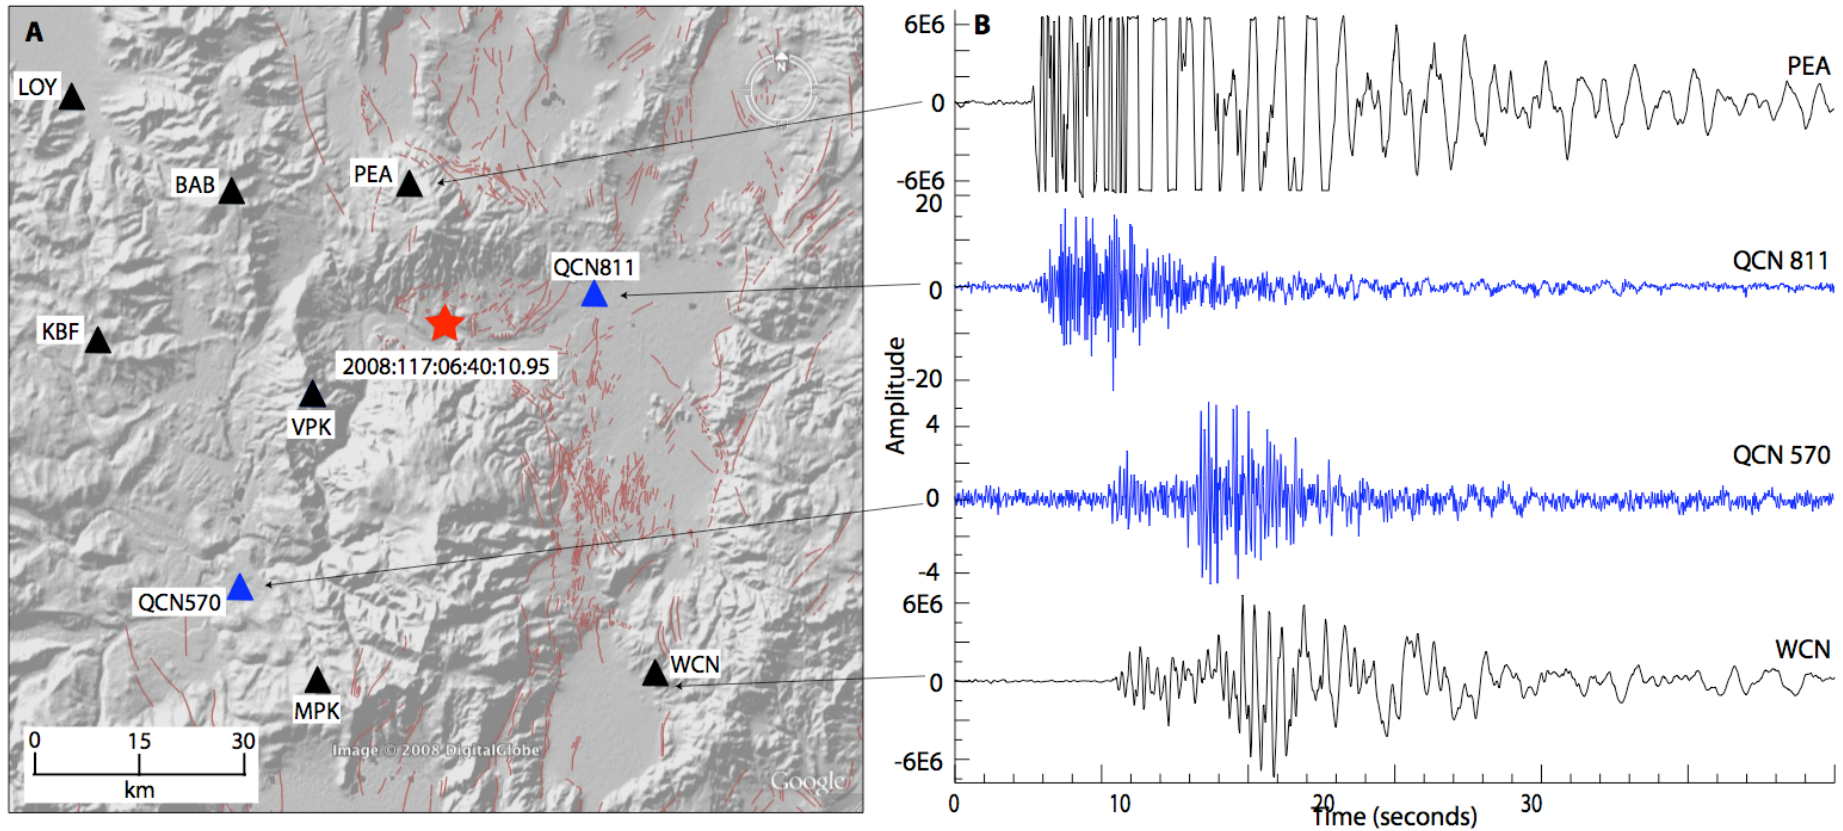 A
N
LOY
BAB
PEA
QCN811
KBF
2008:117:06:40:10.95
VPK
QCN570
WCN
MPK
0 15 30
km
Image © 2008 DigitalGlobe
Google
B
6E6
0
-6E6
PEA
20
0
-20
QCN 811
Amplitude
4
0
-4
QCN 570
6E6
0
-6E6
WCN
0 10 20 30
Time (seconds)